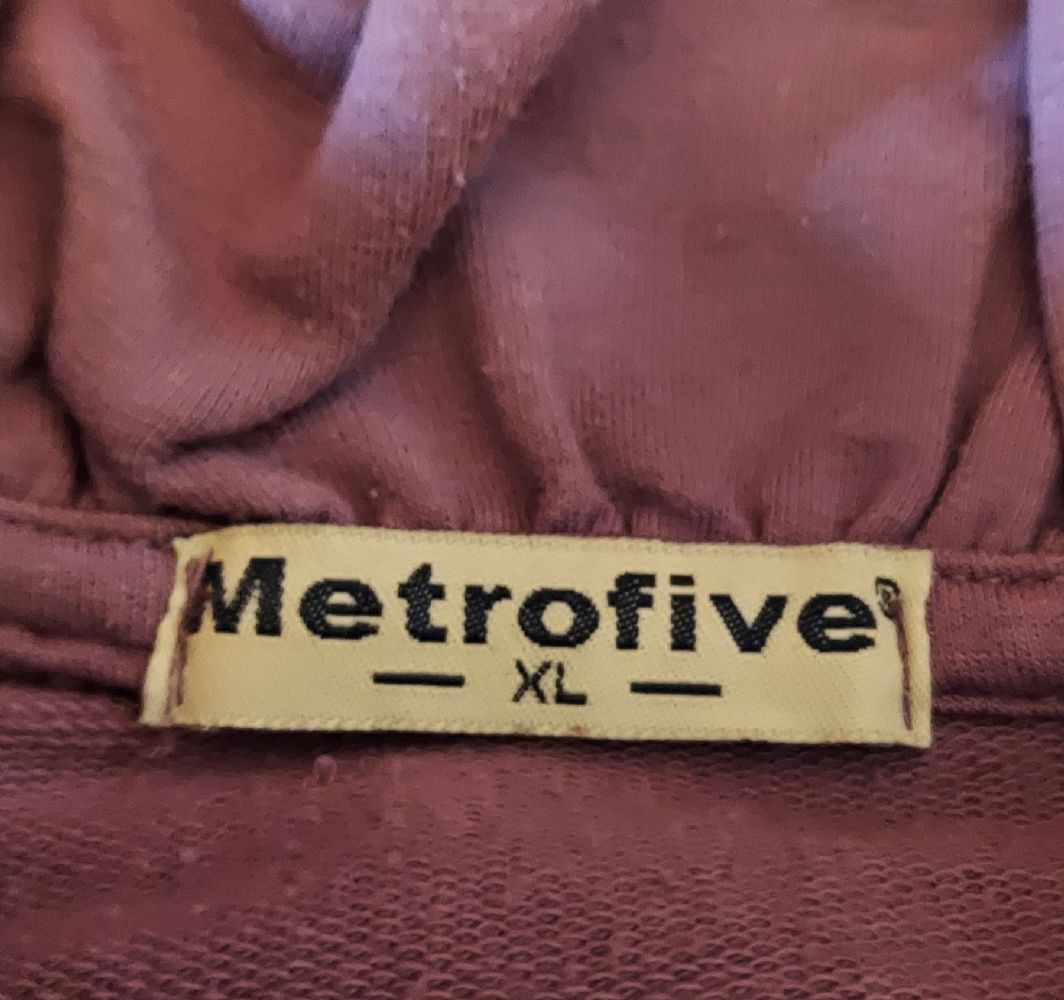 Metrofive®
— XL —